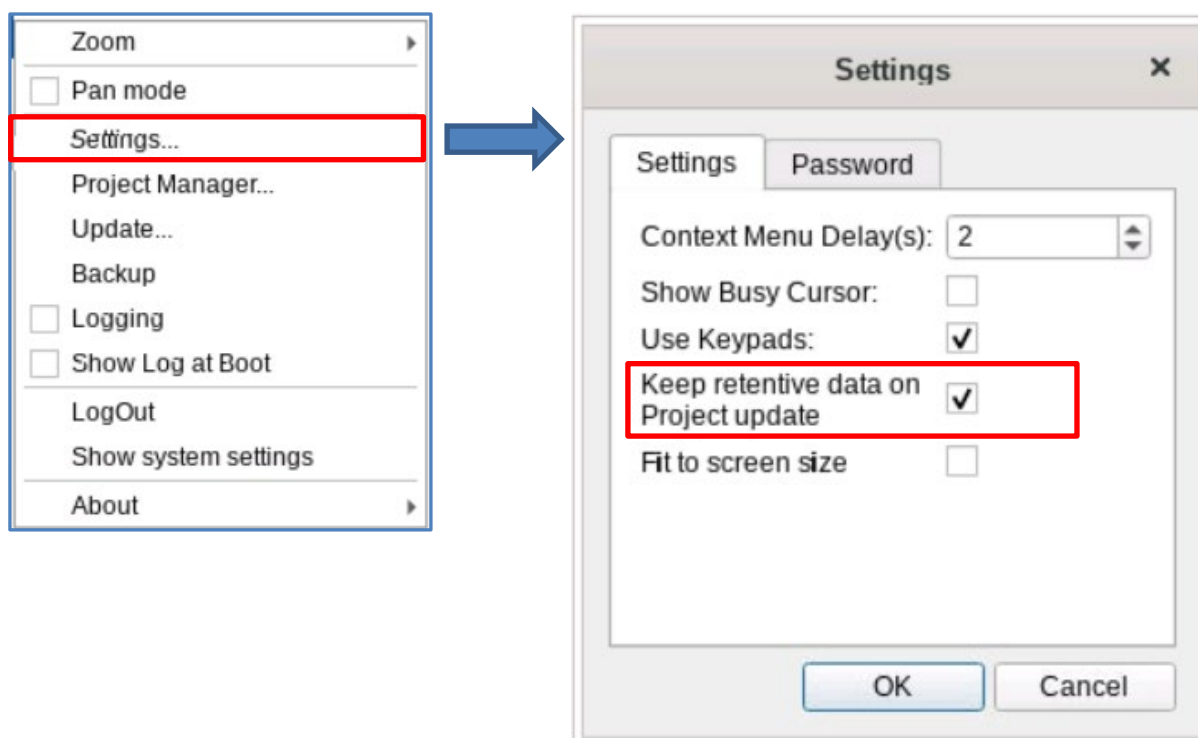 Zoom
Pan mode
Settings...
Project Manager...
Update...
Backup
Logging
Show Log at Boot
LogOut
Show system settings
About
Settings
Settings
Password
Context Menu Delay(s): 2
Show Busy Cursor:
Use Keypads:
Keep retentive data on
Project update
Fit to screen size
OK
Cancel